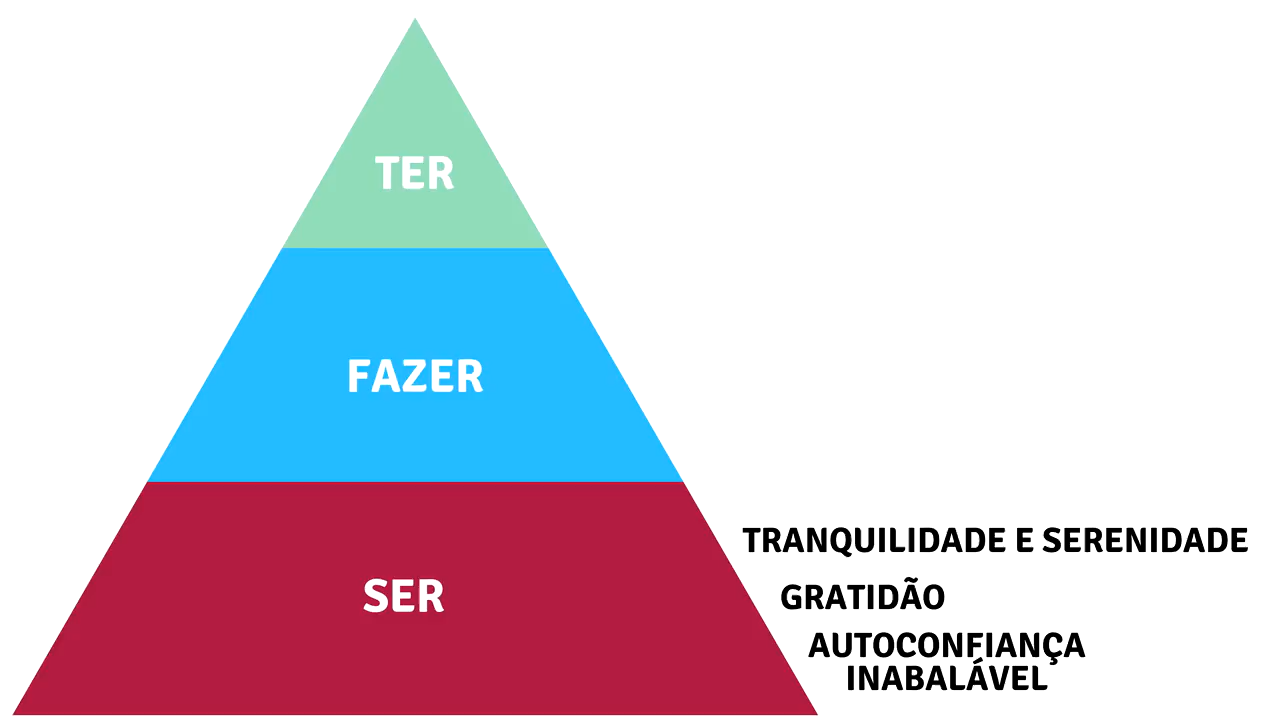 TER
FAZER
SER
TRANQUILIDADE E SERENIDADE
GRATIDÃO
AUTOCONFIANÇA
INABALÁVEL